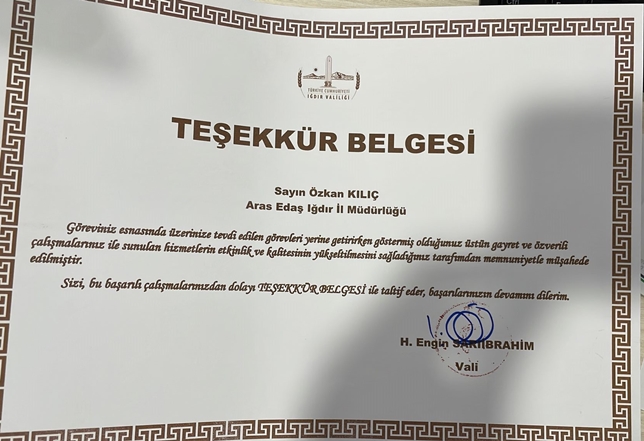 TÜRKİYE CUMHURİYETİ
IĞDIR VALİLİĞİ
TEŞEKKÜR BELGESİ
Sayın Özkan KILIÇ
Aras Edaş Iğdır İl Müdürlüğü
Göreviniz esnasında üzerinize tevdi edilen görevleri yerine getirirken göstermiş olduğunuz üstün gayret ve özverili
çalışmalarınız ile sunulan hizmetlerin etkinlik ve kalitesinin yükseltilmesini sağladığınız tarafımdan memnuniyetle müşahede
edilmiştir.
Sizi, bu başarılı çalışmalarınızdan dolayı TEŞEKKÜR BELGESİ ile taltif eder, başarılarınızın devamını dilerim.
H. Engin SARIİBRAHİM
Vali